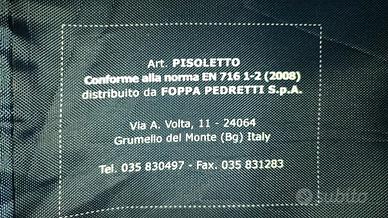 Art. PISOLETTO
Conforme alla norma EN 716 1-2 (2008)
distribuito da FOPPA PEDRETTI S.p.A.
Via A. Volta, 11 - 24064
Grumello del Monte (Bg) Italy
Tel. 035 830497 - Fax. 035 831283
subito